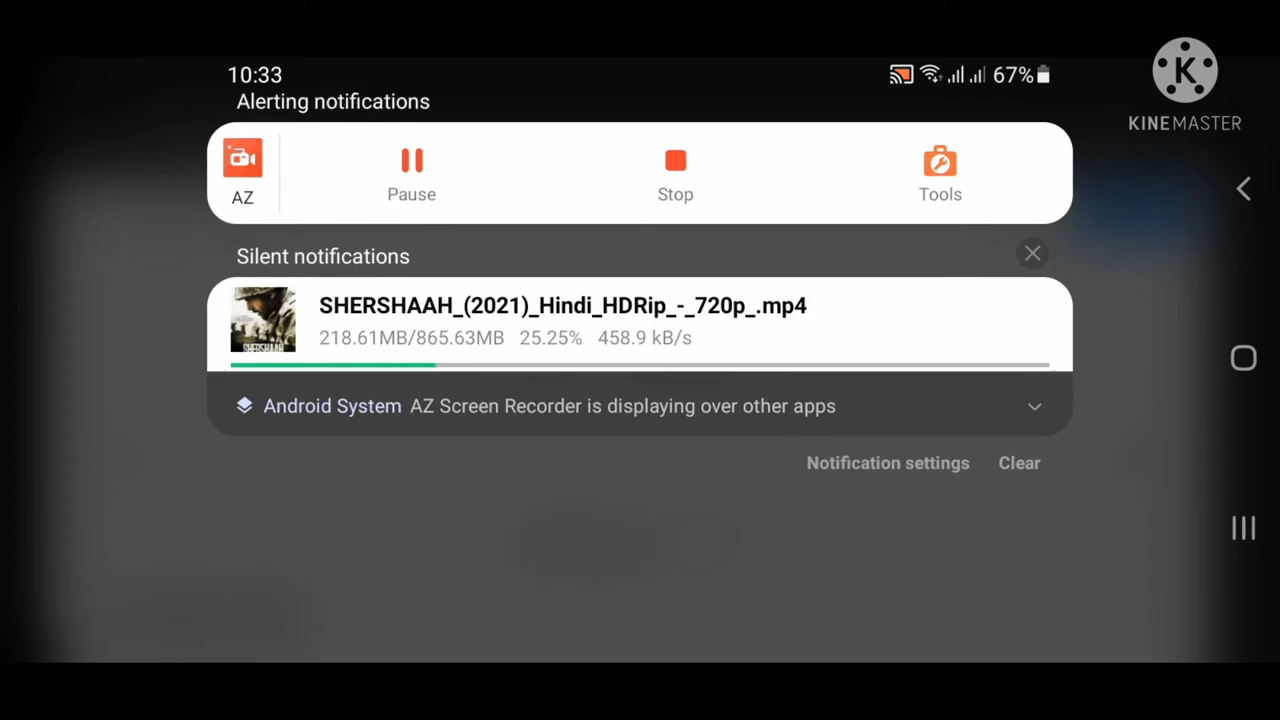 10:33
67%
K
KINEMASTER
Alerting notifications
AZ
Pause
Stop
Tools
Silent notifications
SHERSHAAH_(2021)_Hindi_HDRip_-_720p_.mp4
218.61MB/865.63MB 25.25% 458.9 kB/s
SHERSHAAH
Android System AZ Screen Recorder is displaying over other apps
Notification settings Clear